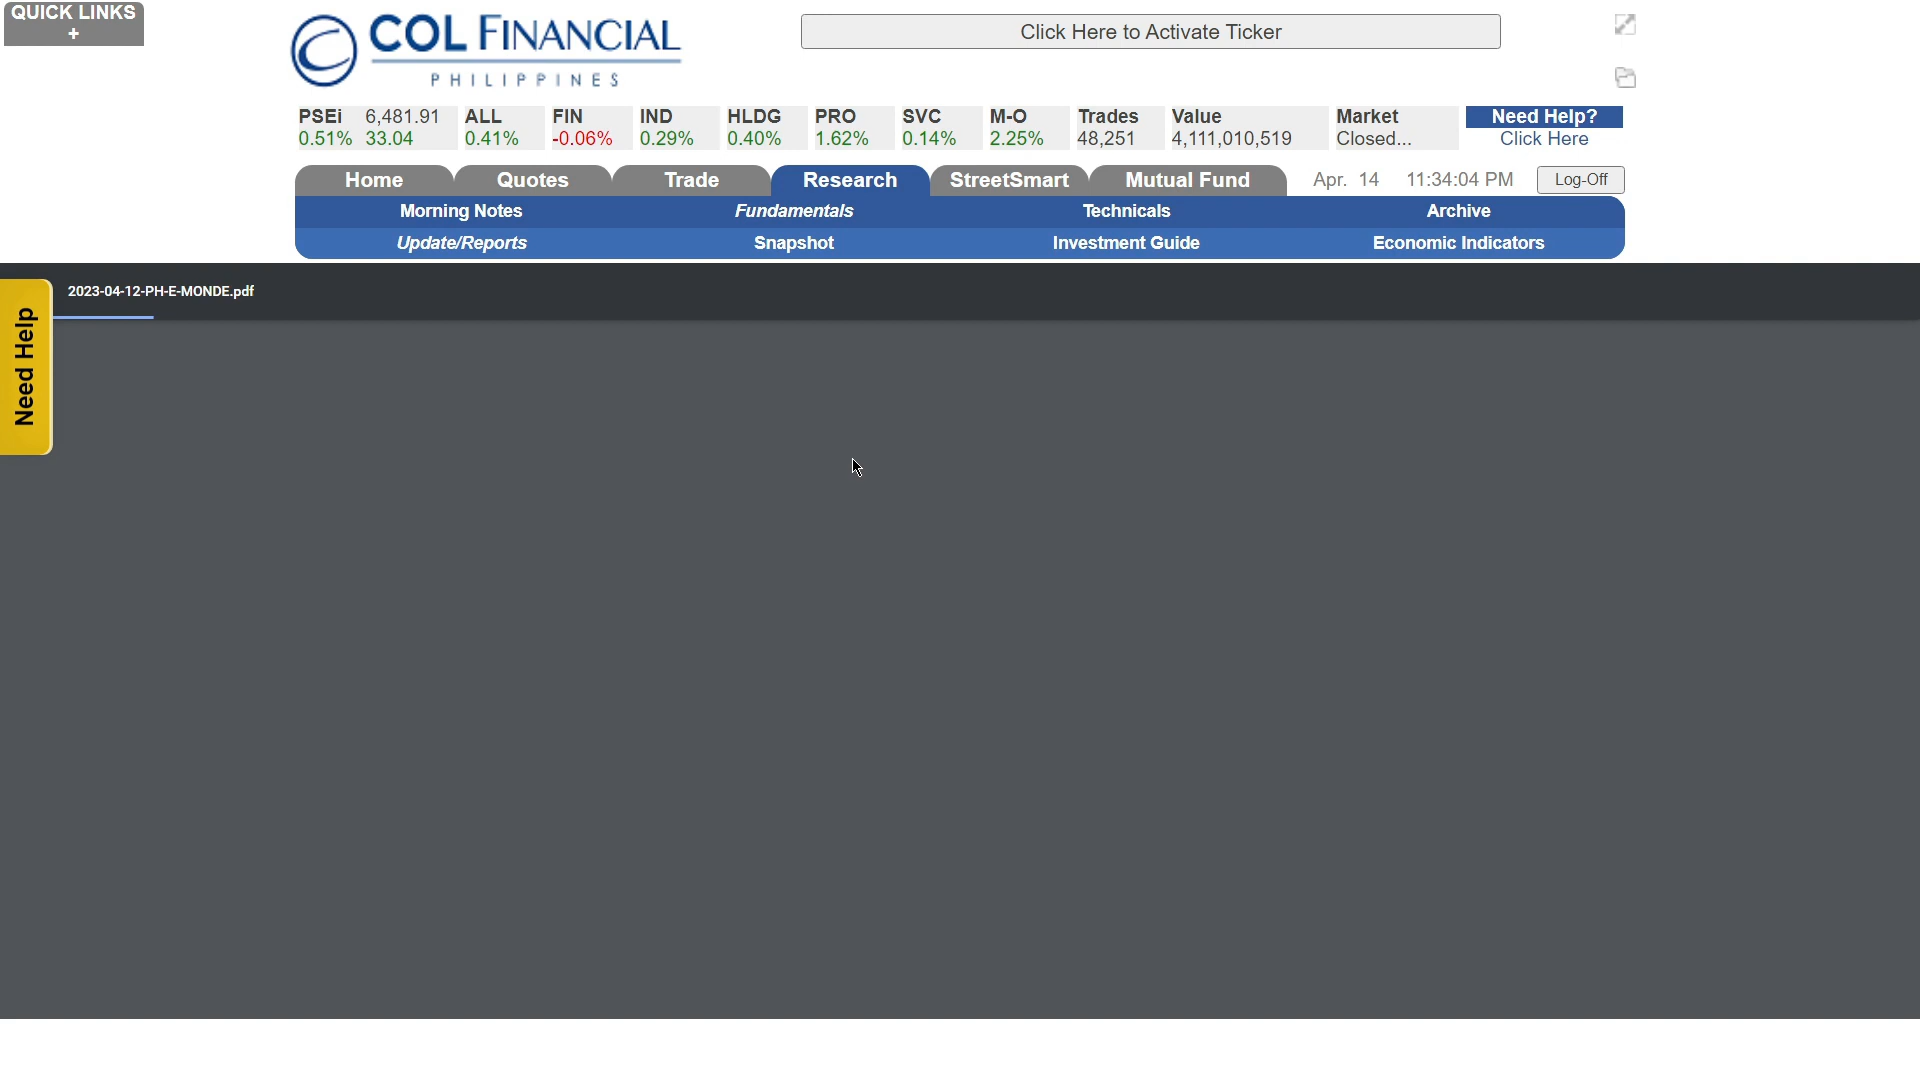 QUICK LINKS
+
COL FINANCIAL
PHILIPPINES
Click Here to Activate Ticker
PSEi 6,481.91 ALL FIN IND HLDG PRO SVC M-O Trades Value Market Need Help?
0.51% 33.04 0.41% -0.06% 0.29% 0.40% 1.62% 0.14% 2.25% 48,251 4,111,010,519 Closed... Click Here
Home Quotes Trade Research StreetSmart Mutual Fund Apr. 14 11:34:04 PM Log-Off
Morning Notes Fundamentals Technicals Archive
Update/Reports Snapshot Investment Guide Economic Indicators
2023-04-12-PH-E-MONDE.pdf
Need Help